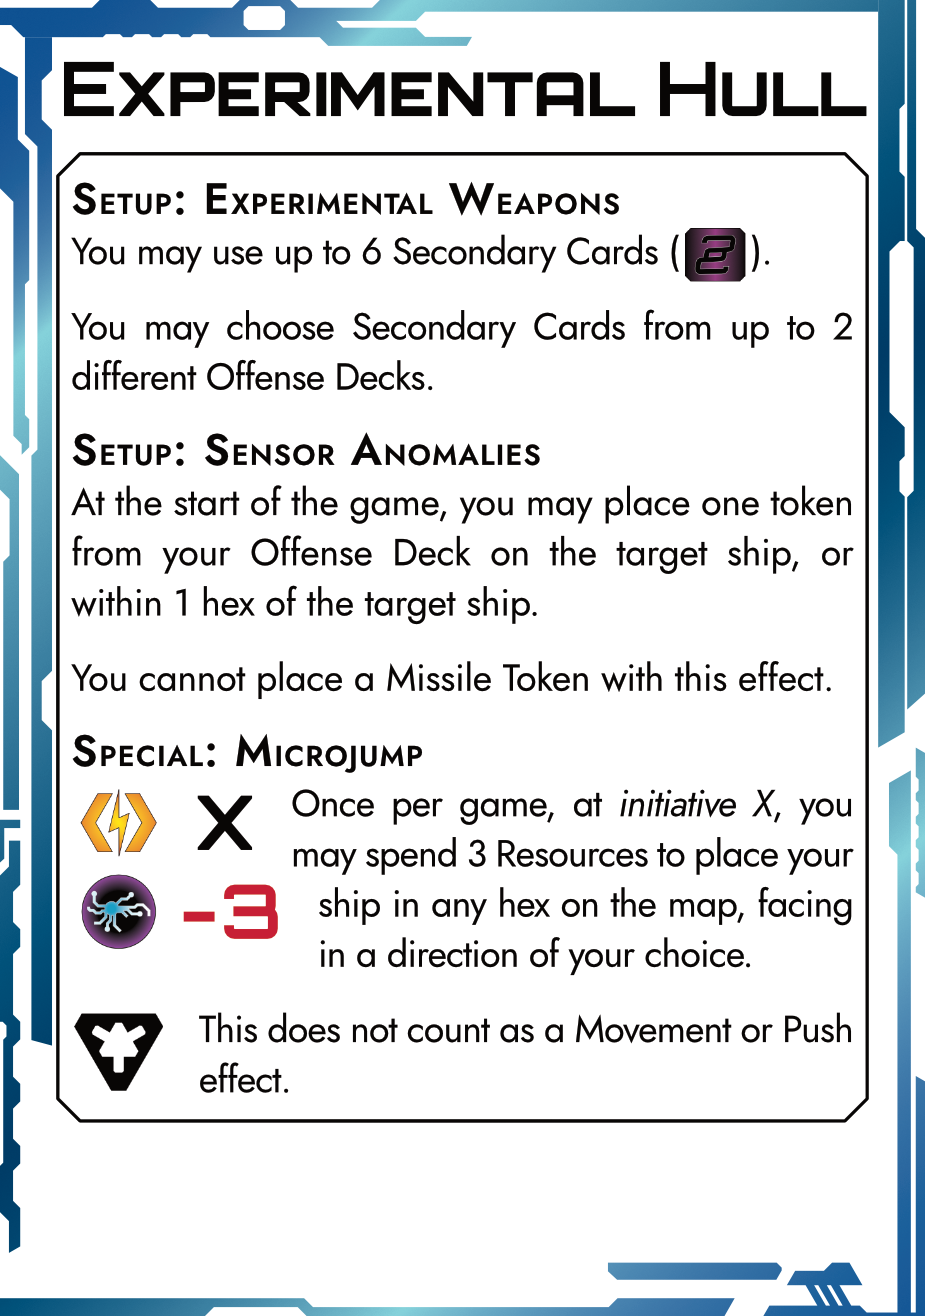 Experimental Hull
Setup: Experimental Weapons
You may use up to 6 Secondary Cards (2).
You may choose Secondary Cards from up to 2
different Offense Decks.
Setup: Sensor Anomalies
At the start of the game, you may place one token
from your Offense Deck on the target ship, or
within 1 hex of the target ship.
You cannot place a Missile Token with this effect.
Special: Microjump
X Once per game, at initiative X, you
may spend 3 Resources to place your
-3 ship in any hex on the map, facing
in a direction of your choice.
This does not count as a Movement or Push
effect.